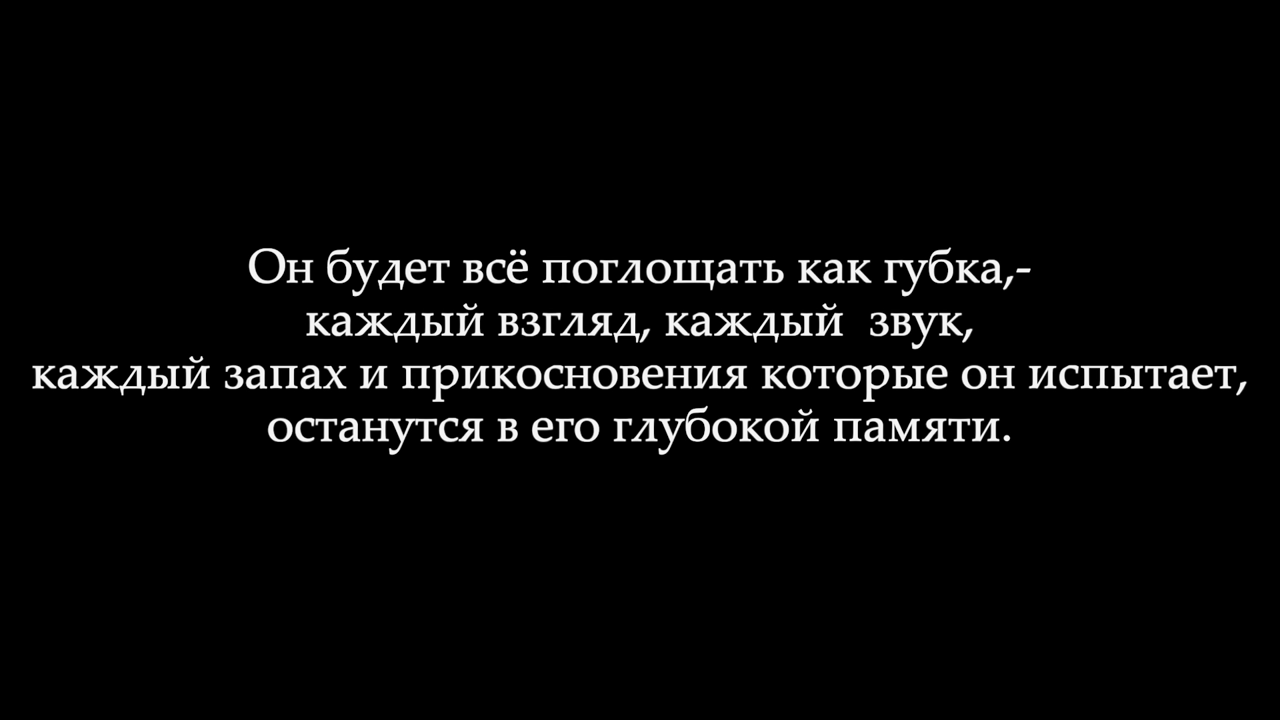 Он будет всё поглощать как губка,-
каждый взгляд, каждый  звук,
каждый запах и прикосновения которые он испытает,
останутся в его глубокой памяти.